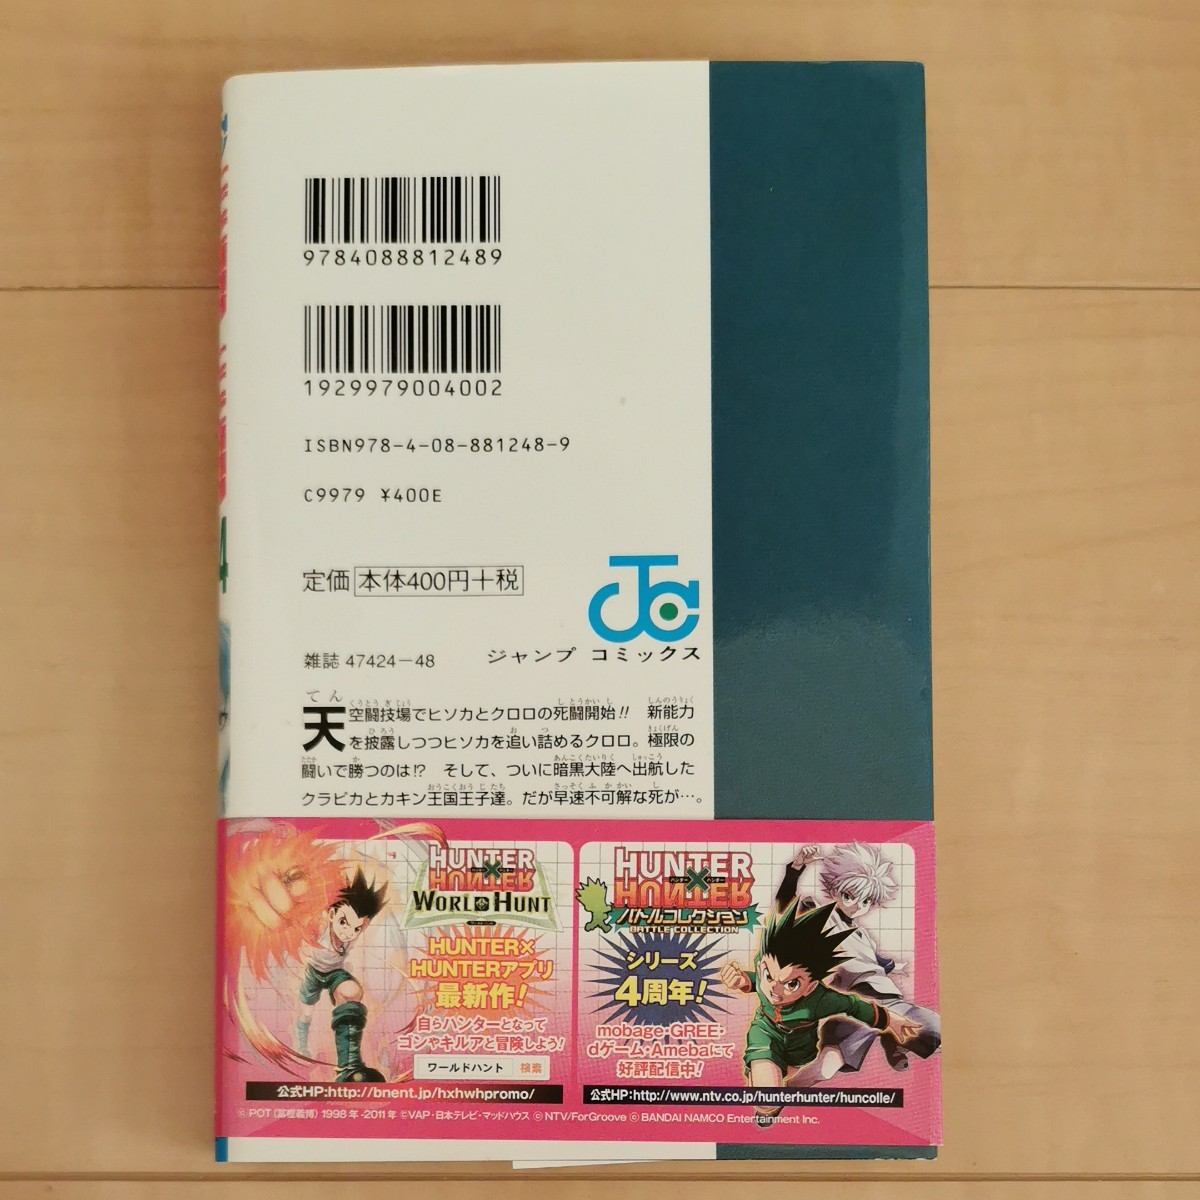 9784088812489
1929979004002
ISBN978-4-08-881248-9
C9979 ¥400E
定価 本体400円+税
JC
ジャンプ コミックス
雑誌 47424-48
天空闘技場でヒソカとクロロの死闘開始!! 新能力
を披露しつつヒソカを追い詰めるクロロ。極限の
闘いで勝つのは!? そして、ついに暗黒大陸へ出航した
クラピカとカキン王国王子達。だが早速不可解な死が…。
4
HUNTER×HUNTER
WORLD HUNT
HUNTER×
HUNTERアプリ
最新作!
自らハンターとなって
ゴンやキルアと冒険しよう!
ワールドハント 検索
公式HP:http://bnent.jp/hxhwhpromo/
HUNTER×HUNTER
ハンター×ハンター
バトルコレクション
BATTLE COLLECTION
シリーズ
4周年!
mobage・GREE・
dゲーム・Amebaにて
好評配信中!
公式HP:http://www.ntv.co.jp/hunterhunter/huncolle/
©POT(冨樫義博)1998年-2011年 ©VAP・日本テレビ・マッドハウス ©NTV/ForGroove ©BANDAI NAMCO Entertainment Inc.